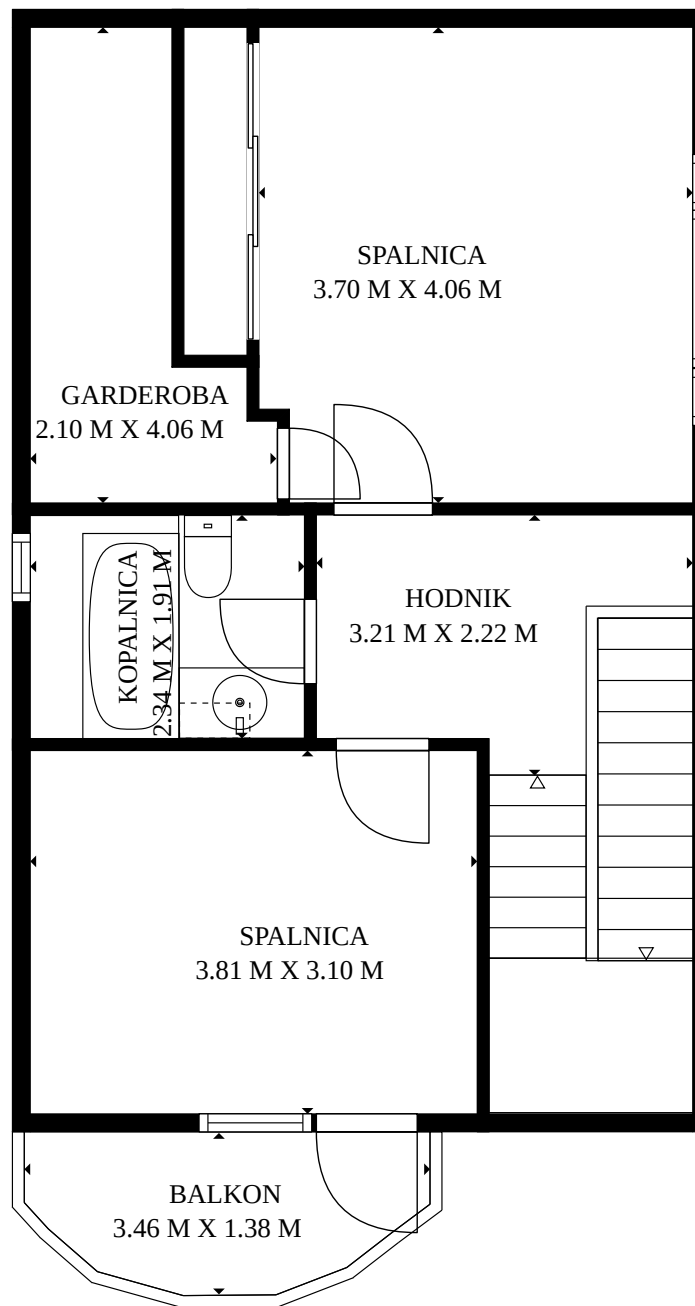 SPALNICA
3.70 M X 4.06 M
GARDEROBA
2.10 M X 4.06 M
KOPALNICA
2.34 M X 1.91 M
HODNIK
3.21 M X 2.22 M
SPALNICA
3.81 M X 3.10 M
BALKON
3.46 M X 1.38 M